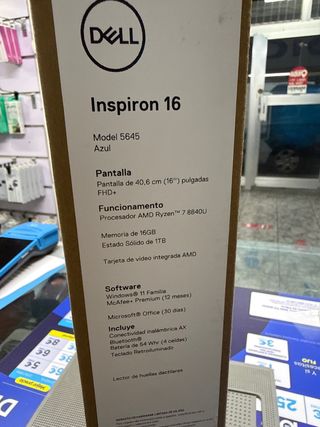 DELL
Inspiron 16
Model 5645
Azul
Pantalla
Pantalla de 40,6 cm (16") pulgadas
FHD+
Funcionamento
Procesador AMD Ryzen™ 7 8840U
Memoria de 16GB
Estado Sólido de 1TB
Tarjeta de vídeo integrada AMD
Software
Windows® 11 Familia
McAfee+ Premium (12 meses)
Microsoft® Office (30 días)
Incluye
Conectividad inalámbrica AX
Bluetooth®
Batería de 54 Whr (4 celdas)
Teclado Retroiluminado
Lector de huellas dactilares